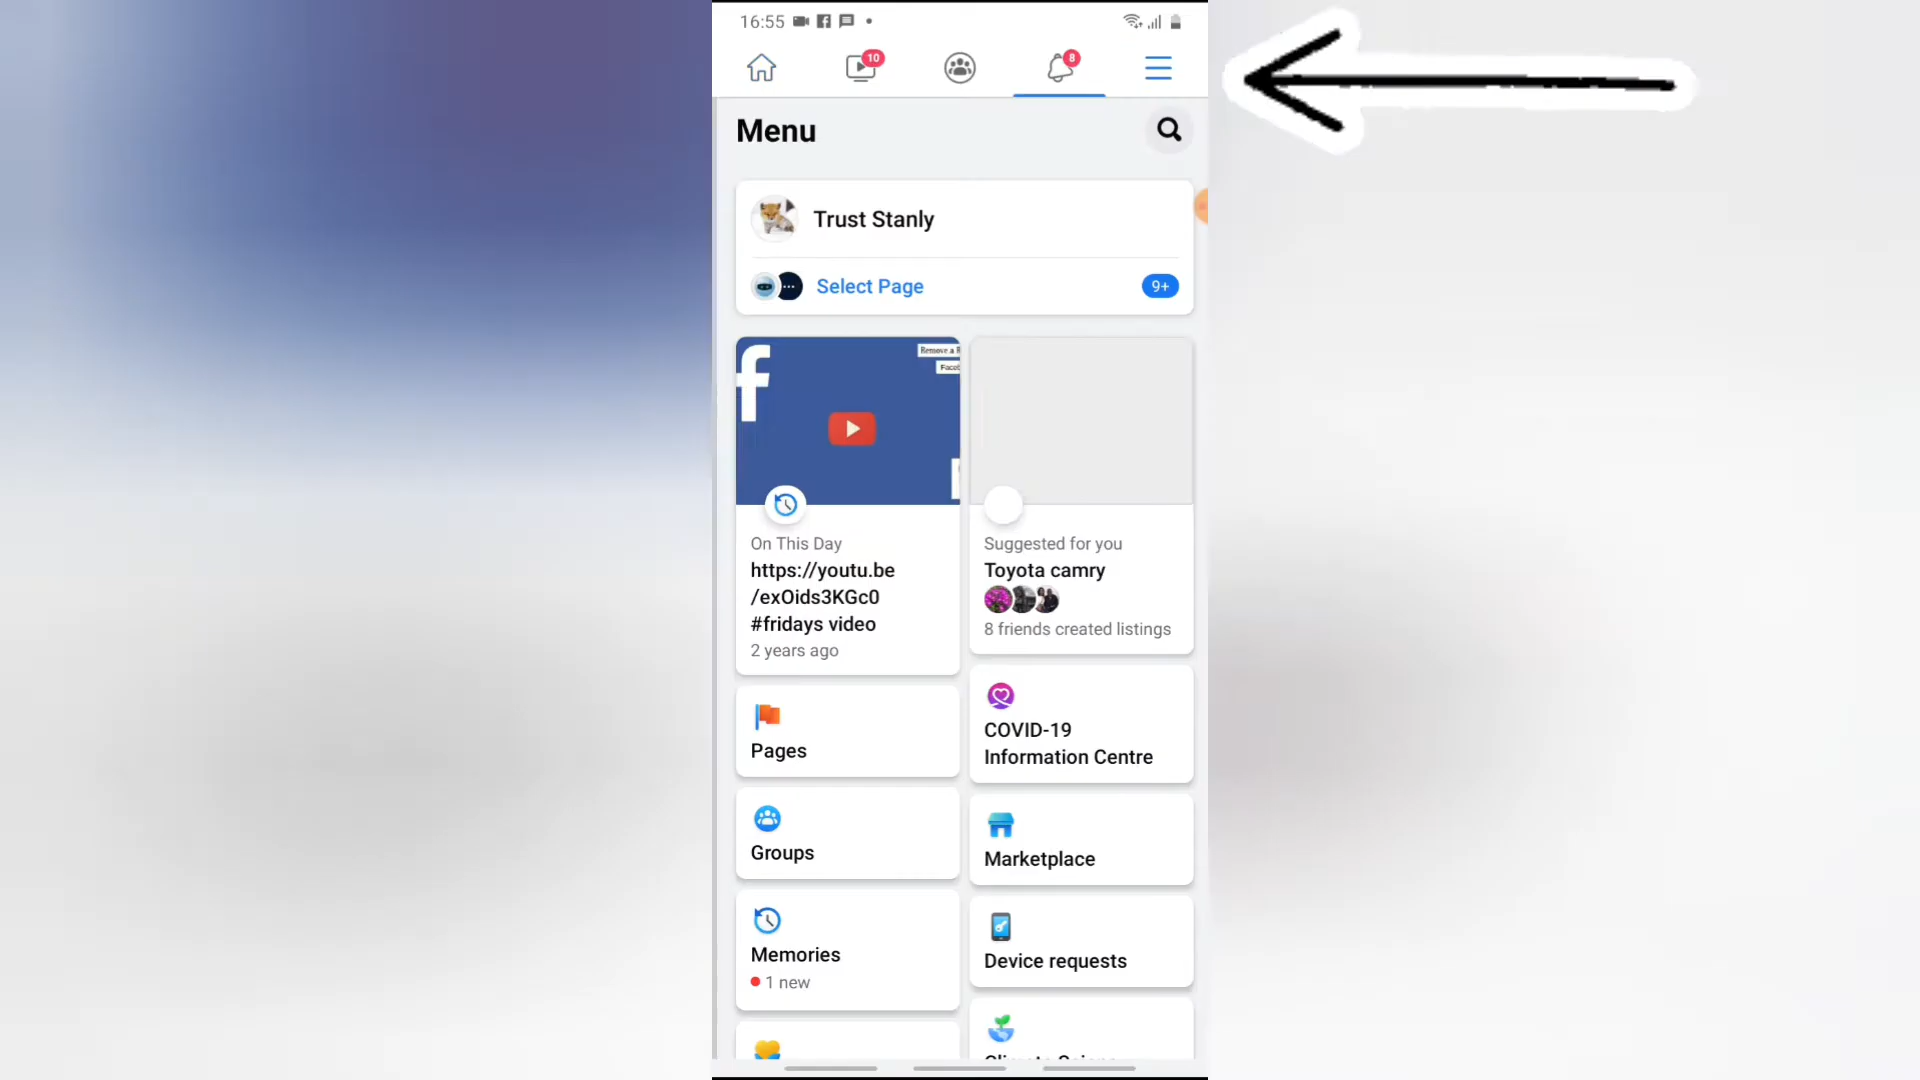 16:55
10
8
Menu
Trust Stanly
Select Page
9+
Remove a
On This Day
https://youtu.be
/exOids3KGc0
#fridays video
2 years ago
Suggested for you
Toyota camry
8 friends created listings
Pages
COVID-19
Information Centre
Groups
Marketplace
Memories
1 new
Device requests